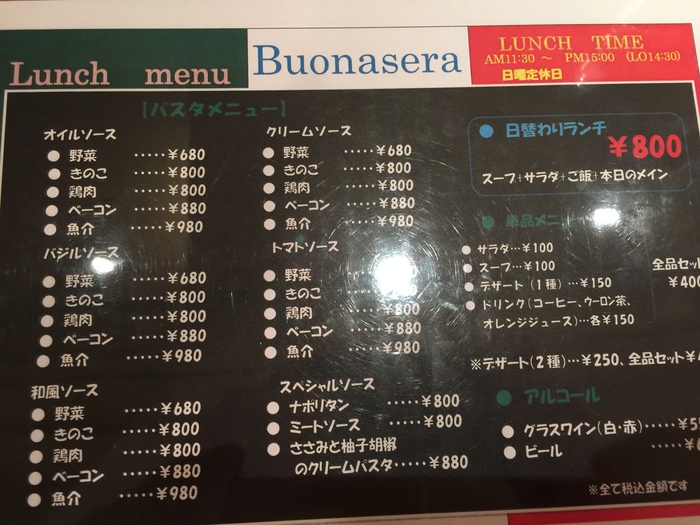 Lunch menu
Buonasera
LUNCH TIME
AM11:30 ～ PM15:00 (LO14:30)
日曜定休日
[パスタメニュー]
オイルソース
野菜 ·····¥680
きのこ ·····¥800
鶏肉 ·····¥800
ベーコン ·····¥880
魚介 ·····¥980
バジルソース
野菜 ·····¥680
きのこ ·····¥800
鶏肉 ·····¥800
ベーコン ·····¥880
魚介 ·····¥980
和風ソース
野菜 ·····¥680
きのこ ·····¥800
鶏肉 ·····¥800
ベーコン ·····¥880
魚介 ·····¥980
クリームソース
野菜 ·····¥680
きのこ ·····¥800
鶏肉 ·····¥800
ベーコン ·····¥880
魚介 ·····¥980
トマトソース
野菜
きのこ
鶏肉 ¥800
ベーコン ¥880
魚介 ·····¥980
スペシャルソース
ナポリタン ·····¥800
ミートソース ·····¥800
ささみと柚子胡椒
のクリームパスタ·····¥880
日替わりランチ
¥800
スープ+サラダ+ご飯+本日のメイン
単品メニ
サラダ…¥100
スープ…¥100
デザート（1種）…¥150
ドリンク（コーヒー、ウーロン茶、
オレンジジュース）…各¥150
全品セット
¥400
※デザート(2種)…¥250、全品セット
アルコール
グラスワイン(白・赤)·····
ビール
※全て税込金額です